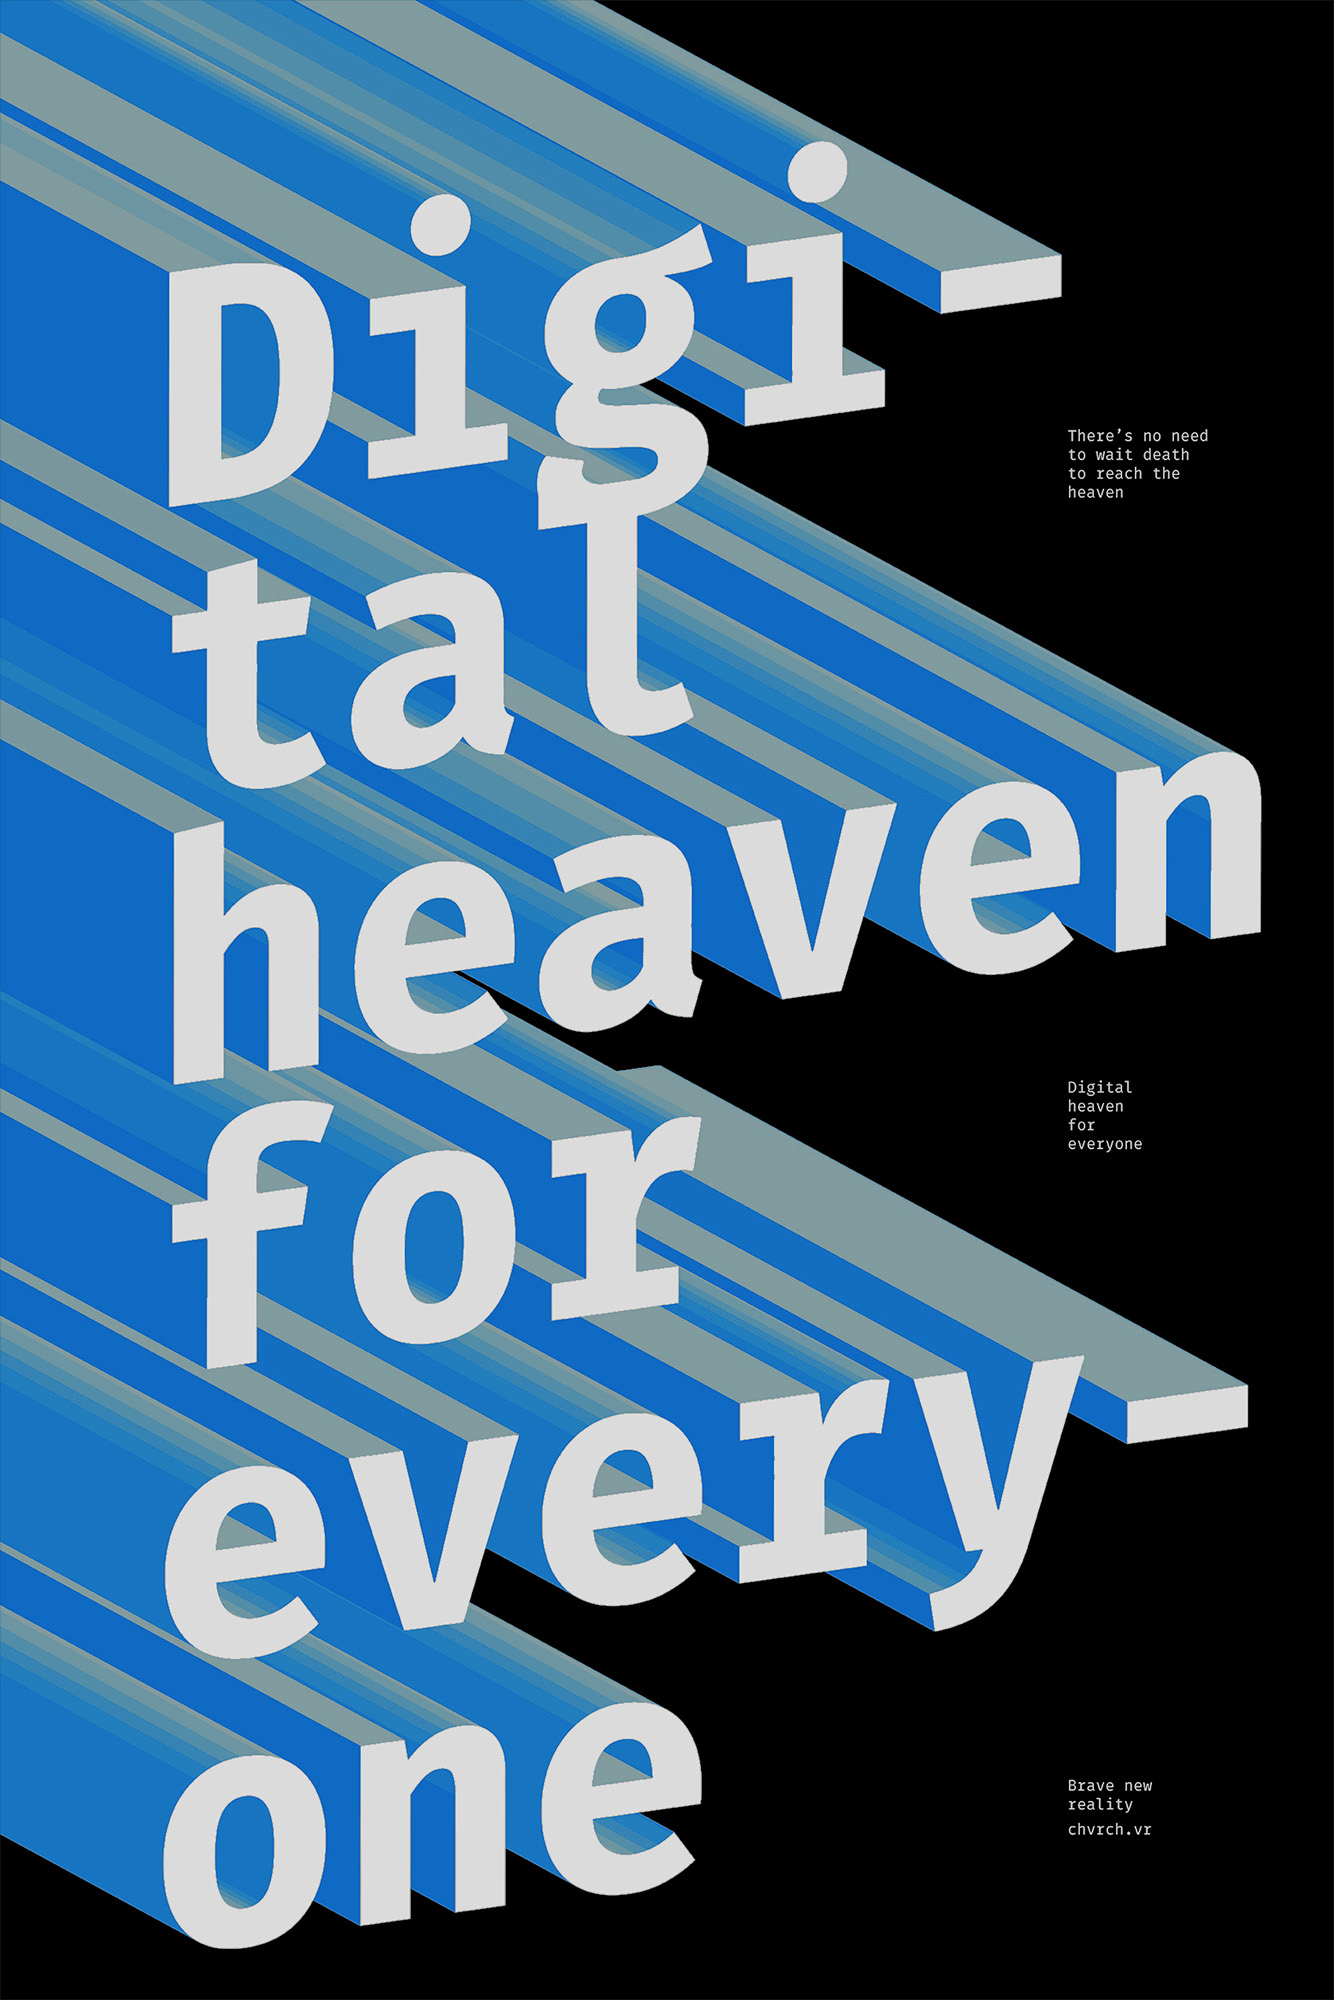 Digi-
tal
heaven
for
every-
one
There’s no need
to wait death
to reach the
heaven
Digital
heaven
for
everyone
Brave new
reality
chvrch.vr